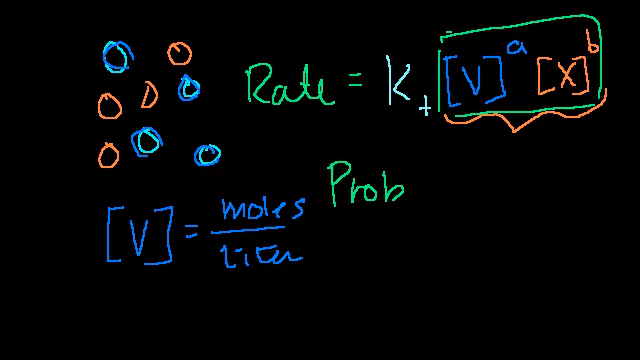 Rate = K+ [V]^a [X]^b
Prob
[V] = moles / liter